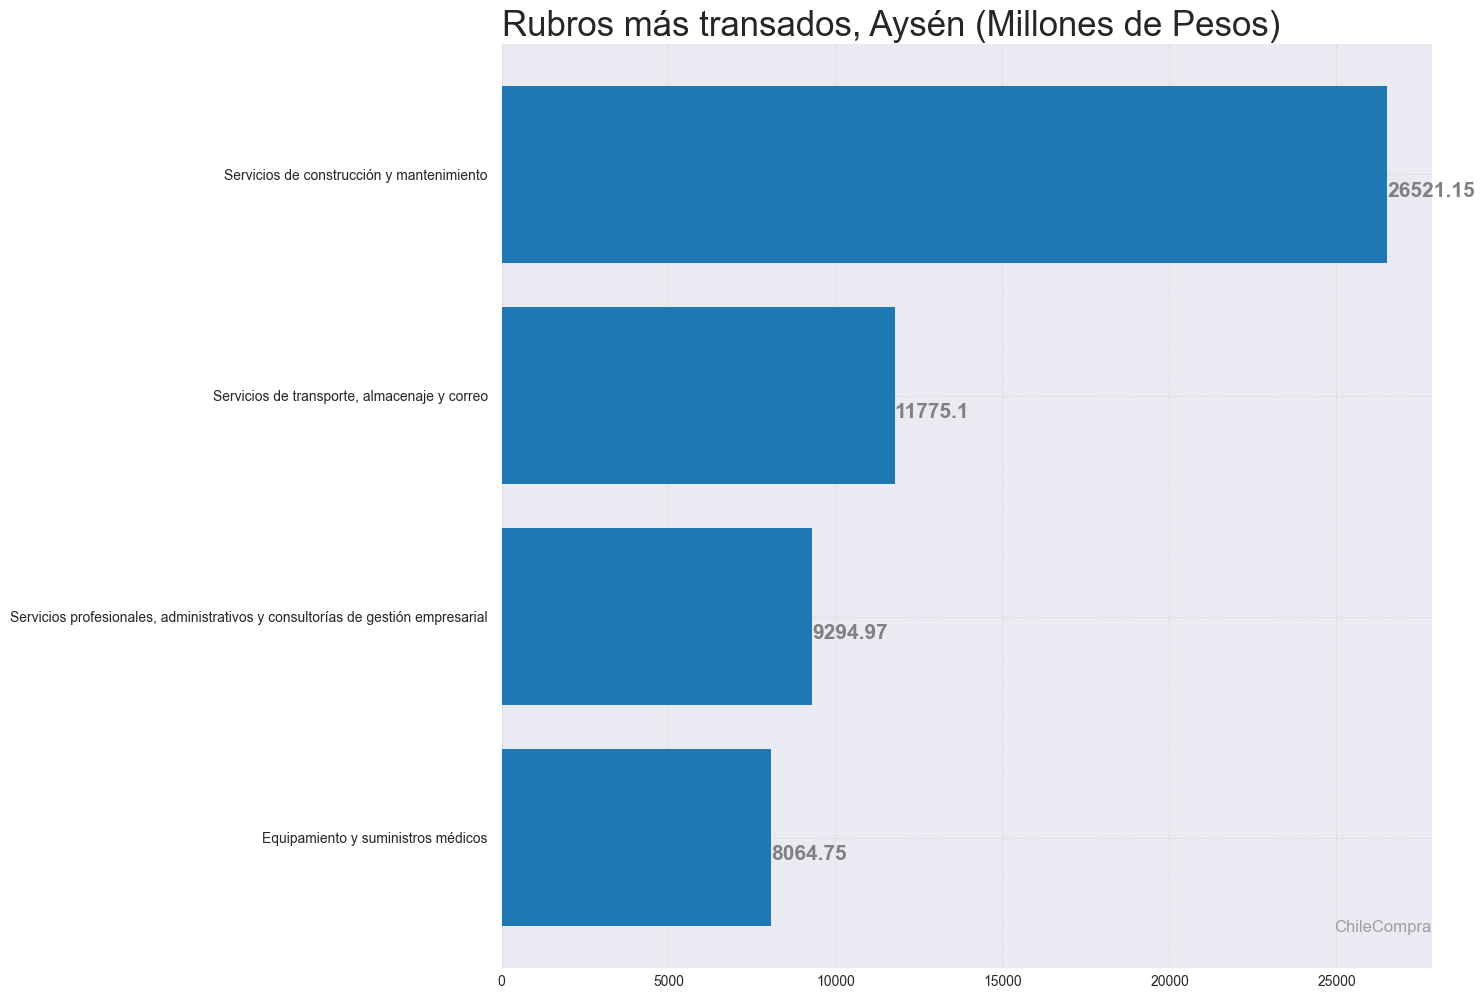 Rubros más transados, Aysén (Millones de Pesos)
Servicios de construcción y mantenimiento
26521.15
Servicios de transporte, almacenaje y correo
11775.1
Servicios profesionales, administrativos y consultorías de gestión empresarial
9294.97
Equipamiento y suministros médicos
8064.75
ChileCompra
0 5000 10000 15000 20000 25000